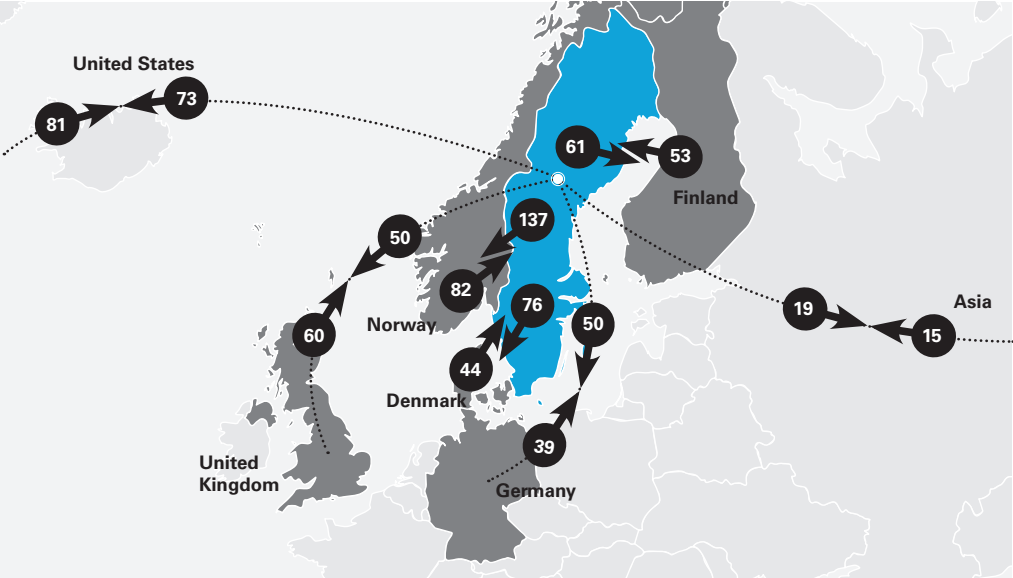 United States
73
81
61
53
Finland
137
50
82
Norway
76
50
60
19
Asia
15
44
Denmark
39
United
Kingdom
Germany